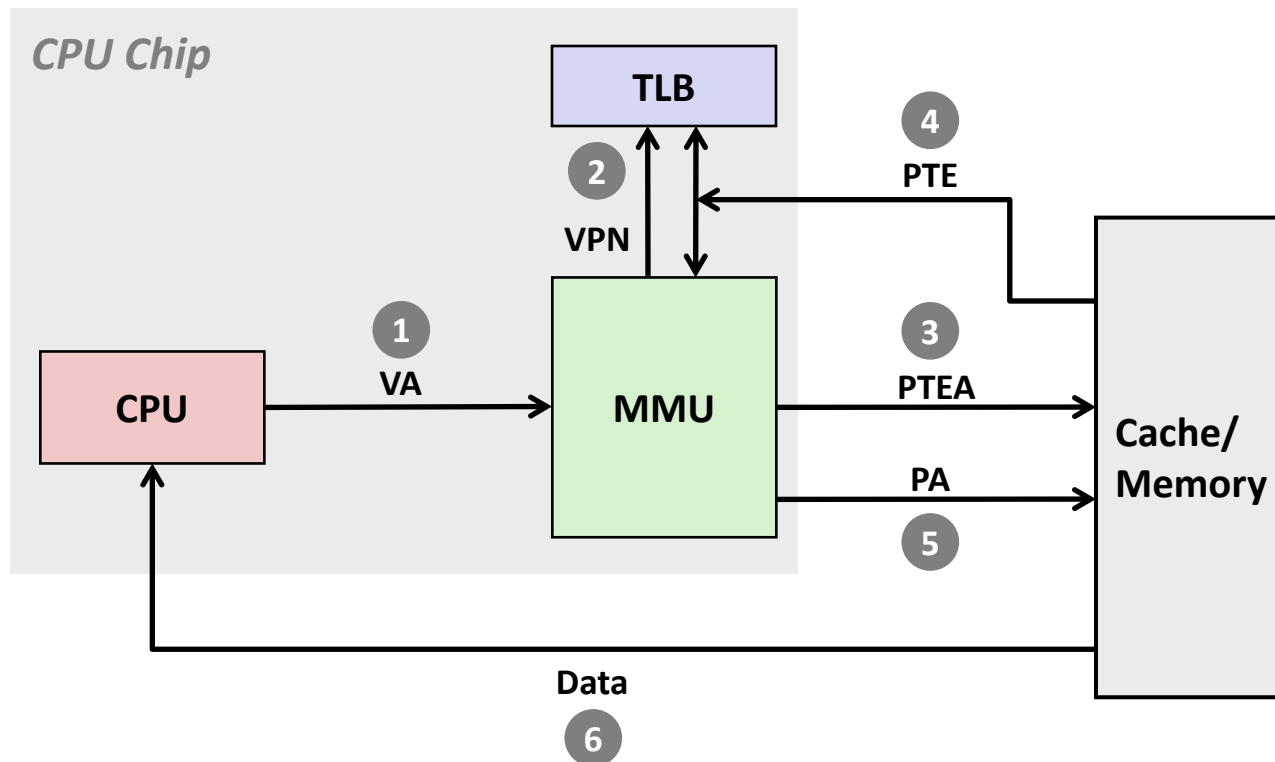 CPU Chip
TLB
4
PTE
2
VPN
1
VA
3
PTEA
CPU
MMU
Cache/
Memory
PA
5
Data
6